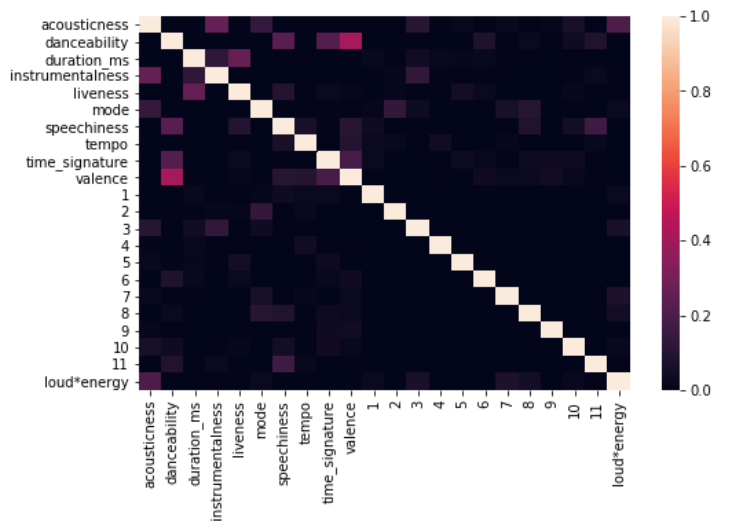 acousticness
danceability
duration_ms
instrumentalness
liveness
mode
speechiness
tempo
time_signature
valence
1
2
3
4
5
6
7
8
9
10
11
loud*energy
acousticness
danceability
duration_ms
instrumentalness
liveness
mode
speechiness
tempo
time_signature
valence
1
2
3
4
5
6
7
8
9
10
11
loud*energy
1.0
0.8
0.6
0.4
0.2
0.0